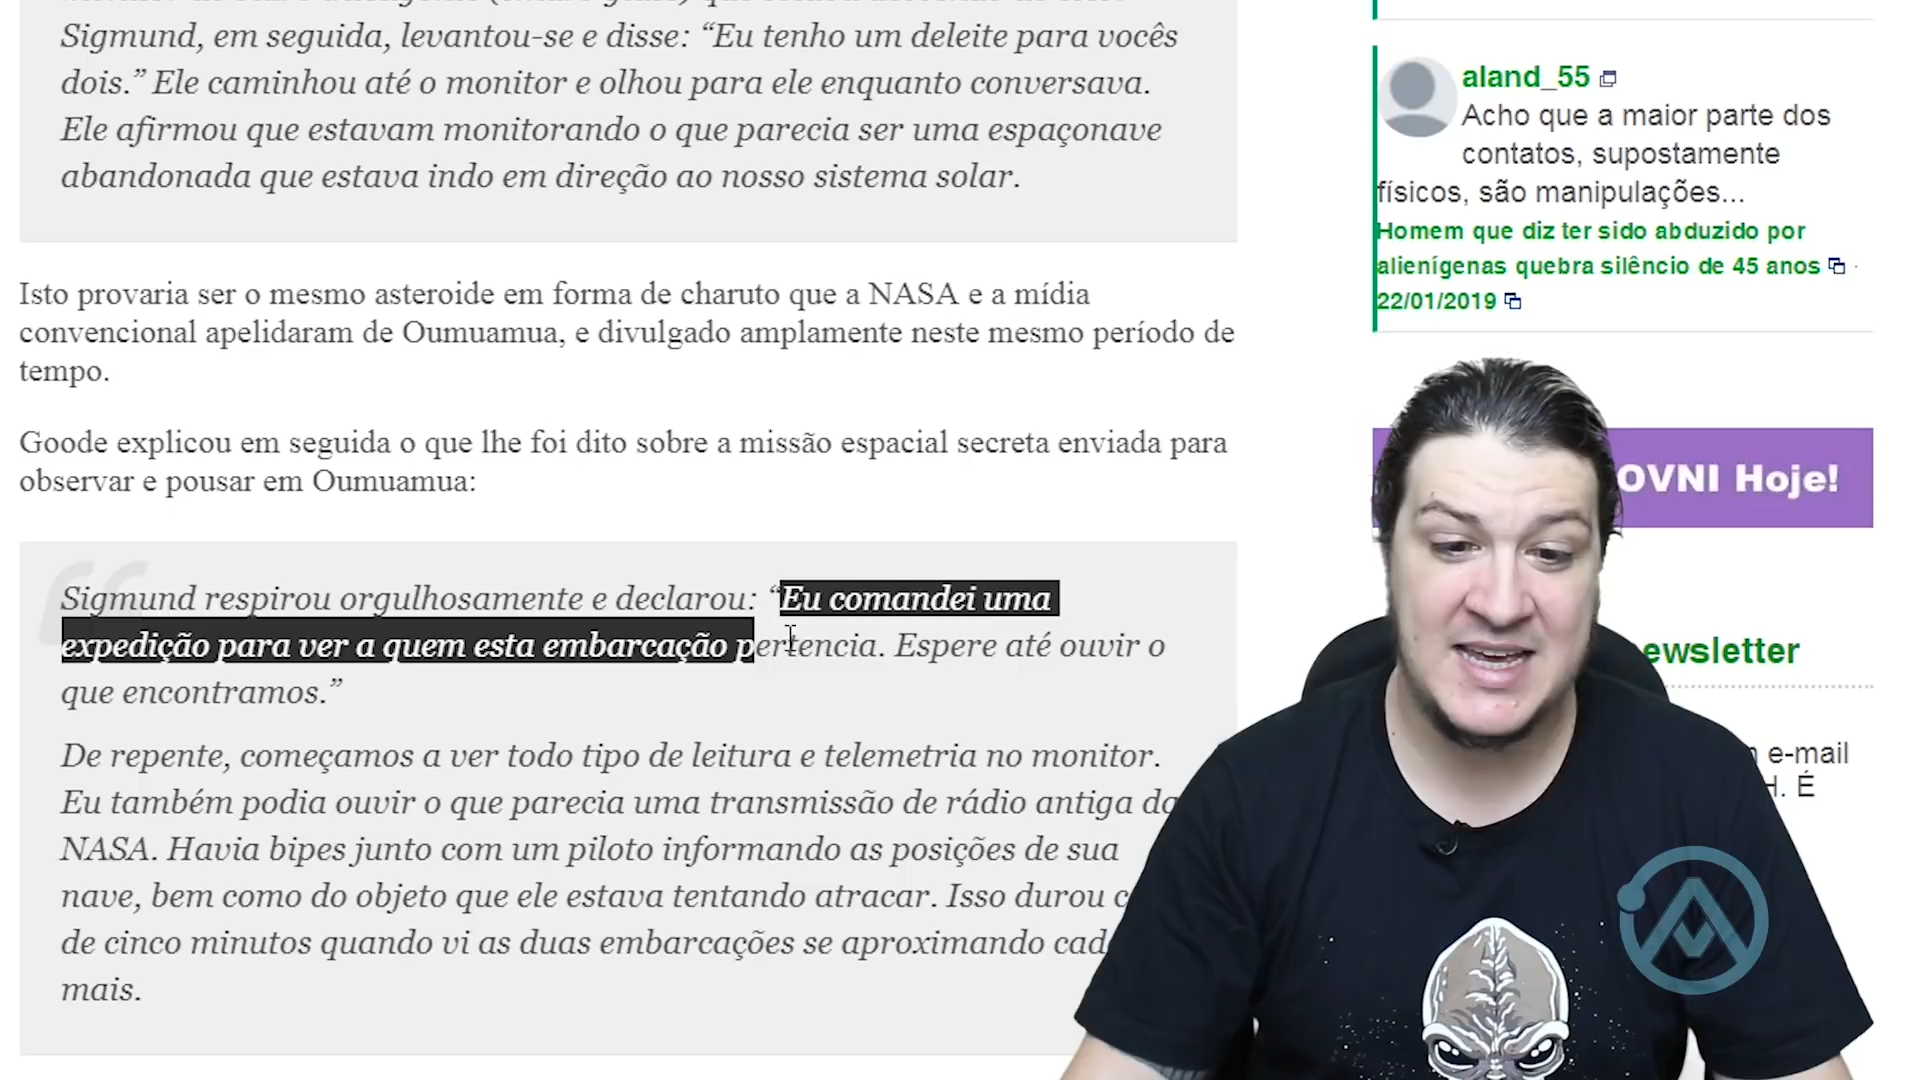 Sigmund, em seguida, levantou-se e disse: “Eu tenho um deleite para vocês
dois.” Ele caminhou até o monitor e olhou para ele enquanto conversava.
Ele afirmou que estavam monitorando o que parecia ser uma espaçonave
abandonada que estava indo em direção ao nosso sistema solar.
Isto provaria ser o mesmo asteroide em forma de charuto que a NASA e a mídia
convencional apelidaram de Oumuamua, e divulgado amplamente neste mesmo período de
tempo.
Goode explicou em seguida o que lhe foi dito sobre a missão espacial secreta enviada para
observar e pousar em Oumuamua:
Sigmund respirou orgulhosamente e declarou: “Eu comandei uma
expedição para ver a quem esta embarcação pertencia. Espere até ouvir o
que encontramos.”
De repente, começamos a ver todo tipo de leitura e telemetria no monitor.
Eu também podia ouvir o que parecia uma transmissão de rádio antiga da
NASA. Havia bipes junto com um piloto informando as posições de sua
nave, bem como do objeto que ele estava tentando atracar. Isso durou
de cinco minutos quando vi as duas embarcações se aproximando
mais.
aland_55
Acho que a maior parte dos
contatos, supostamente
físicos, são manipulações...
Homem que diz ter sido abduzido por
alienígenas quebra silêncio de 45 anos ·
22/01/2019
OVNI Hoje!
ewsletter
e-mail
H. É